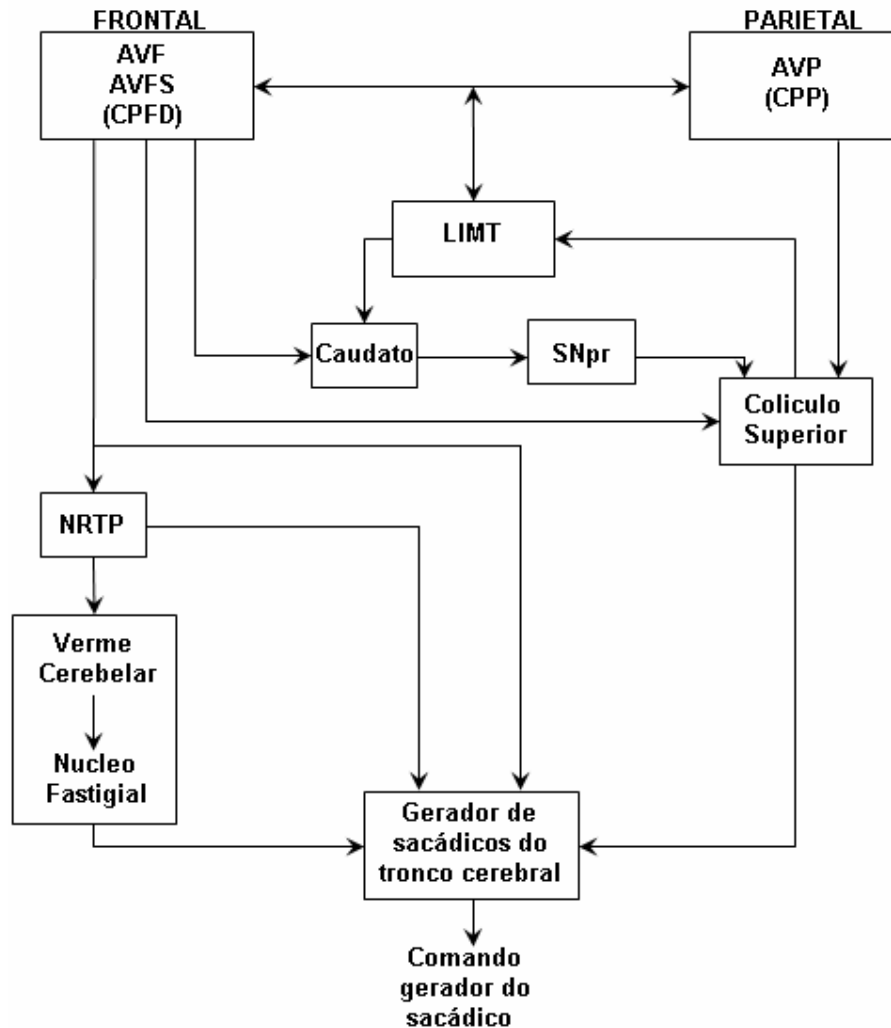 FRONTAL
AVF
AVFS
(CPFD)
PARIETAL
AVP
(CPP)
LIMT
Caudato
SNpr
Coliculo
Superior
NRTP
Verme
Cerebelar
Nucleo
Fastigial
Gerador de
sacádicos do
tronco cerebral
Comando
gerador do
sacádico